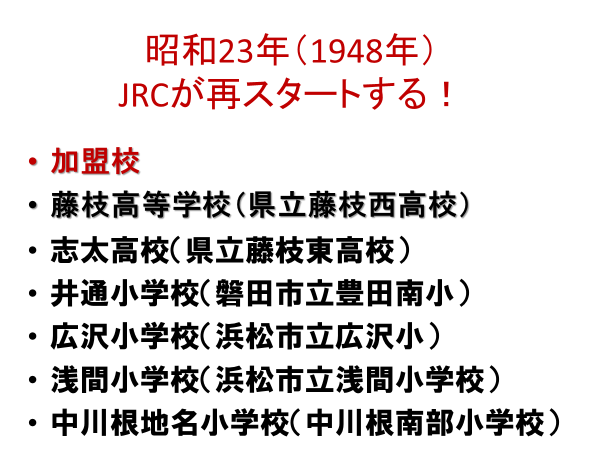 昭和23年（1948年）
JRCが再スタートする！
• 加盟校
• 藤枝高等学校（県立藤枝西高校）
• 志太高校（県立藤枝東高校）
• 井通小学校（磐田市立豊田南小）
• 広沢小学校（浜松市立広沢小）
• 浅間小学校（浜松市立浅間小学校）
• 中川根地名小学校（中川根南部小学校）